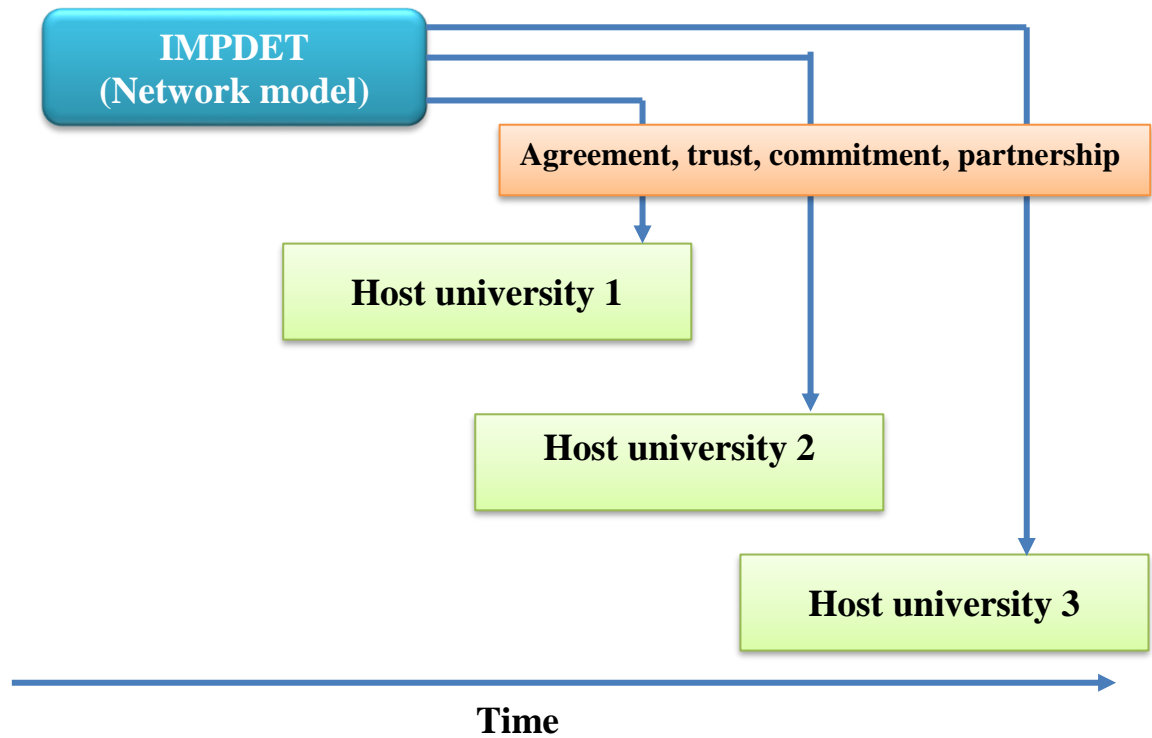 IMPDET
(Network model)
Agreement, trust, commitment, partnership
Host university 1
Host university 2
Host university 3
Time